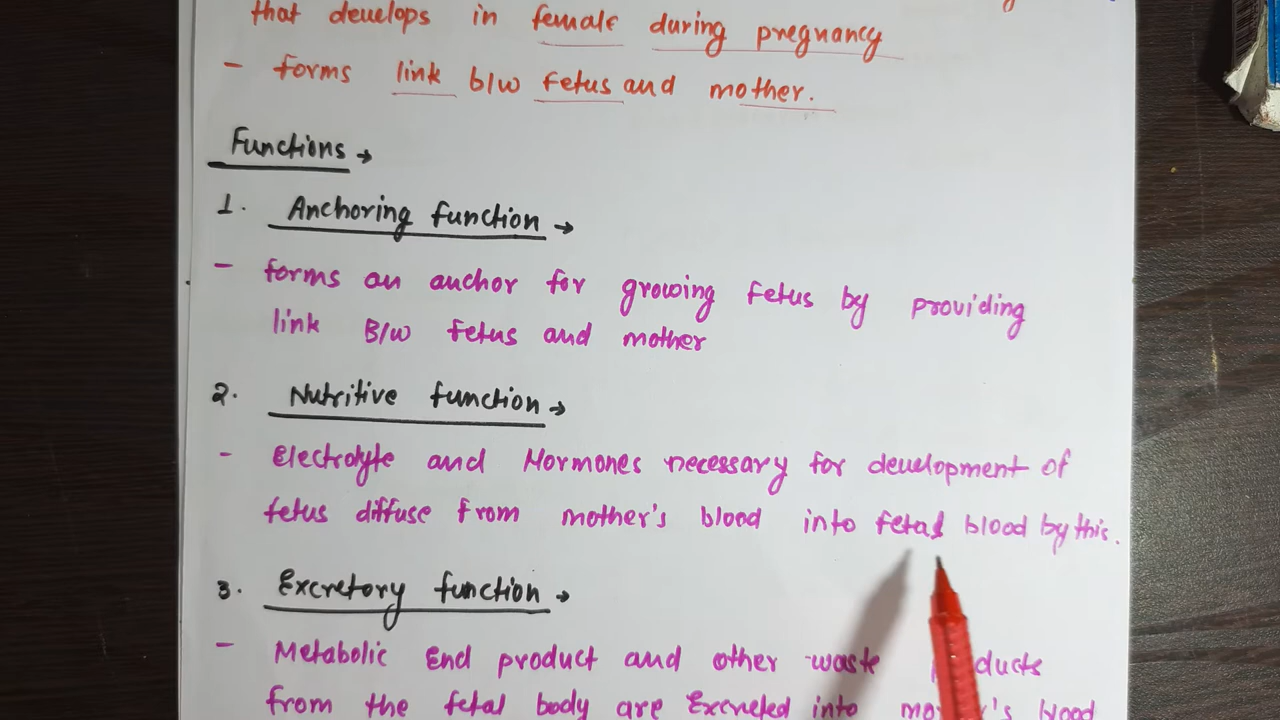 that develops in female during pregnancy
- forms link b/w fetus and mother.
Functions →
1. Anchoring function →
- forms an anchor for growing fetus by providing
link B/w fetus and mother
2. Nutritive function →
- Electrolyte and Hormones necessary for development of
fetus diffuse from mother's blood into fetal blood by this.
3. Excretory function →
- Metabolic End product and other waste
from the fetal body are Excreted into blood